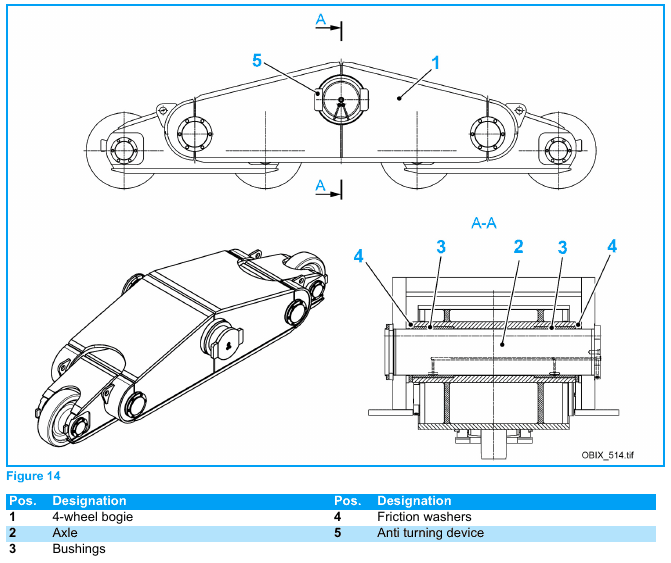 A
5
1
A
A-A
4
3
2
3
4
OBIX_514.tif
Figure 14
Pos. Designation Pos. Designation
1 4-wheel bogie 4 Friction washers
2 Axle 5 Anti turning device
3 Bushings